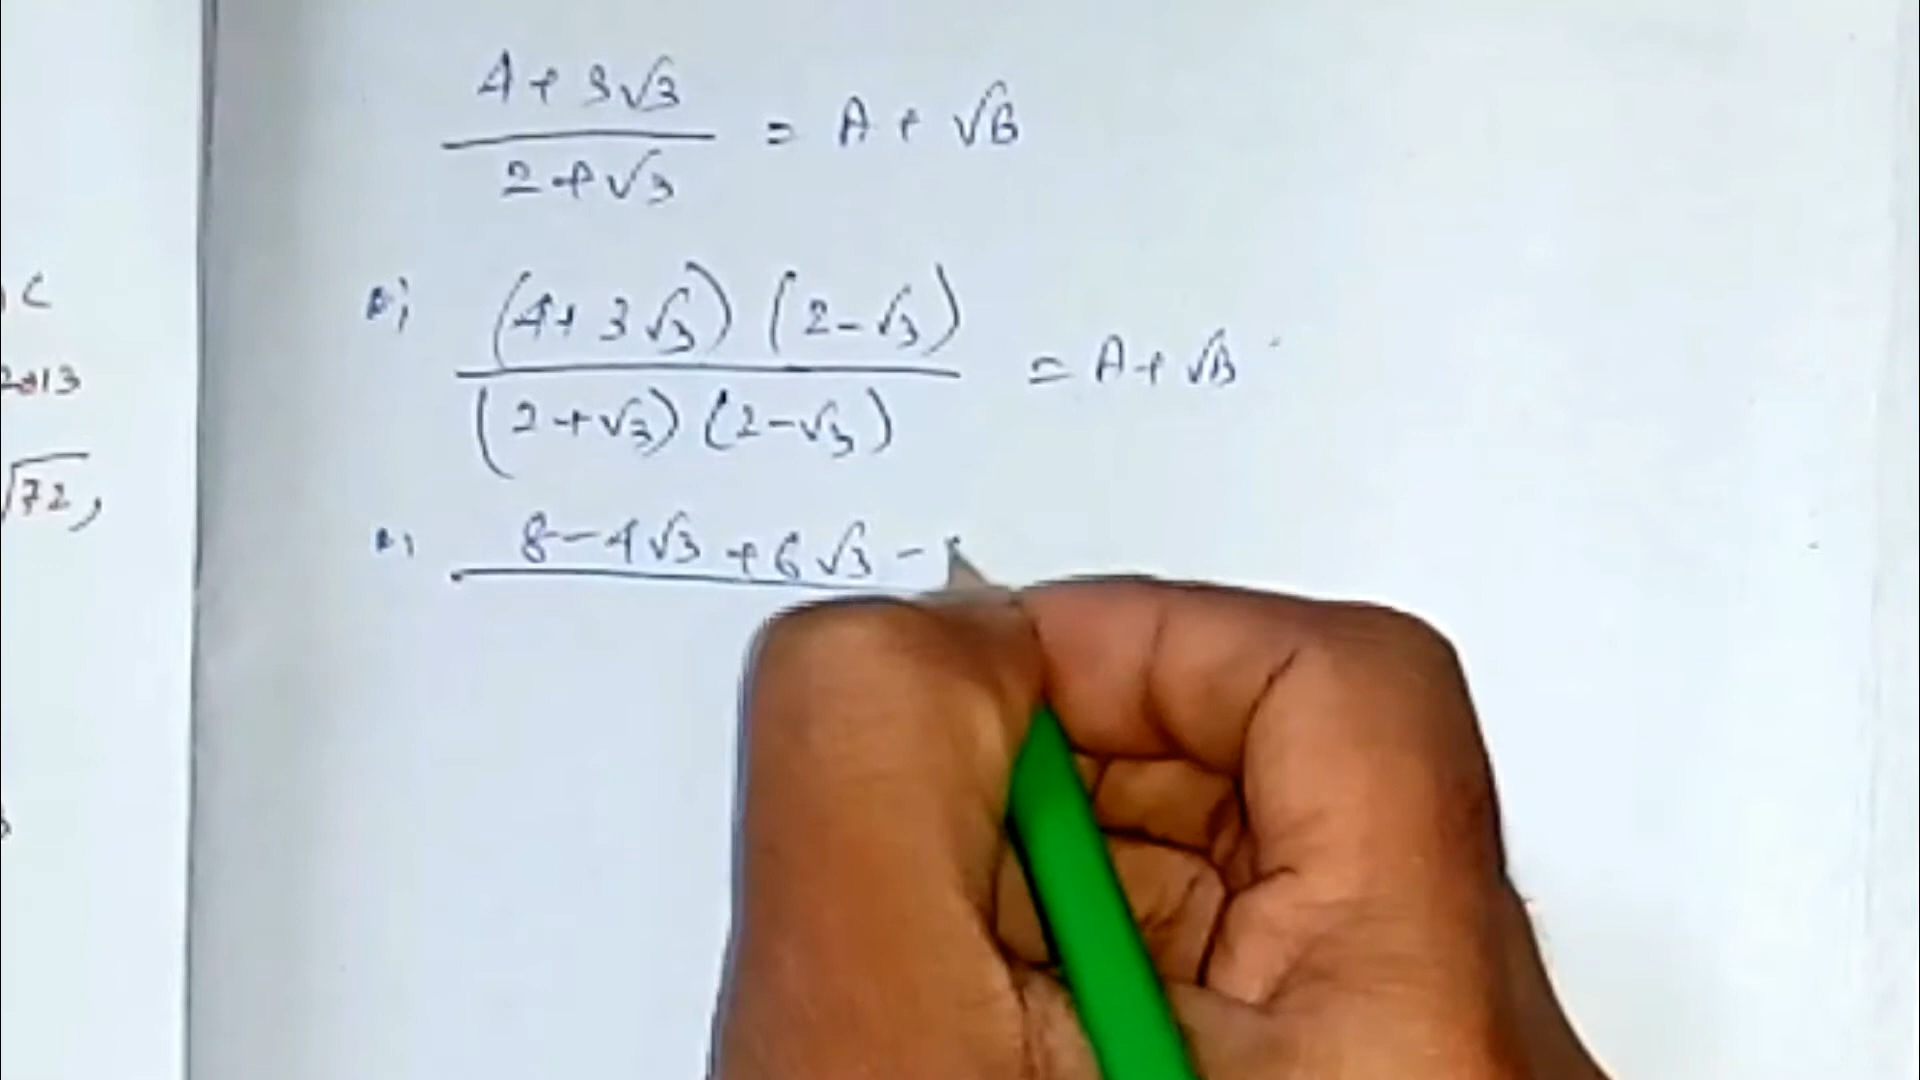 C
2013
√72,
4+3√3 / 2+√3 = A+√B
(4+3√3) (2-√3) / (2+√3) (2-√3) = A+√B
8-4√3+6√3-